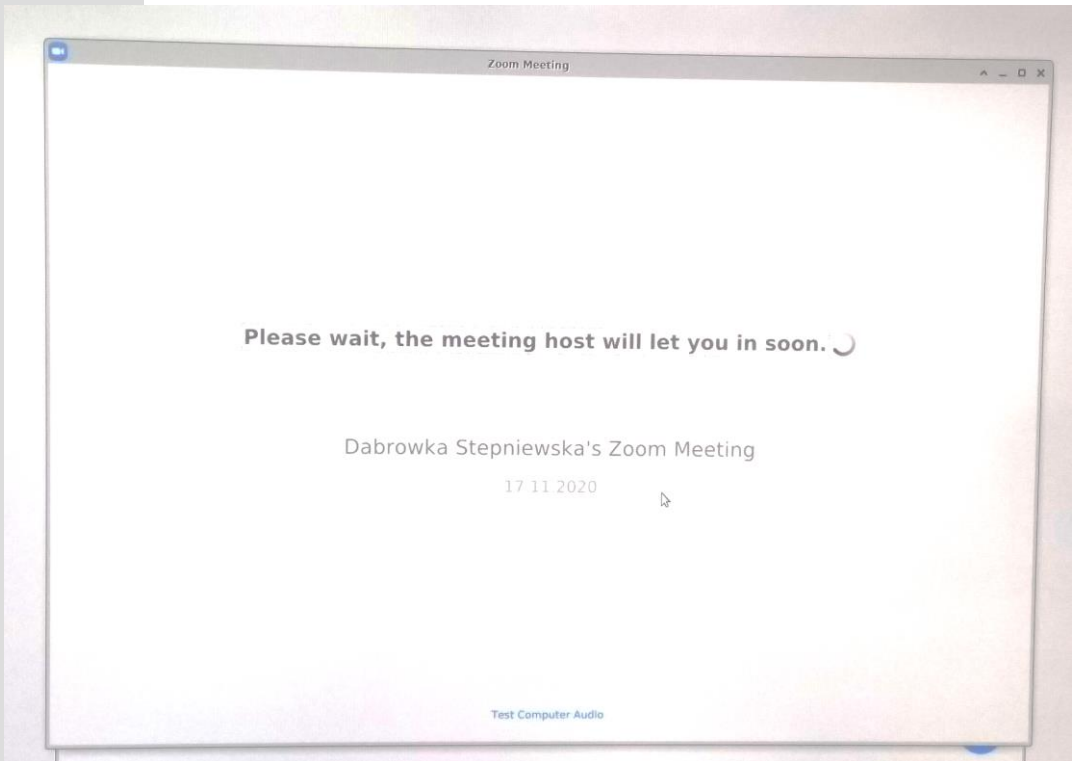 Zoom Meeting
Please wait, the meeting host will let you in soon.
Dabrowka Stepniewska's Zoom Meeting
17 11 2020
Test Computer Audio